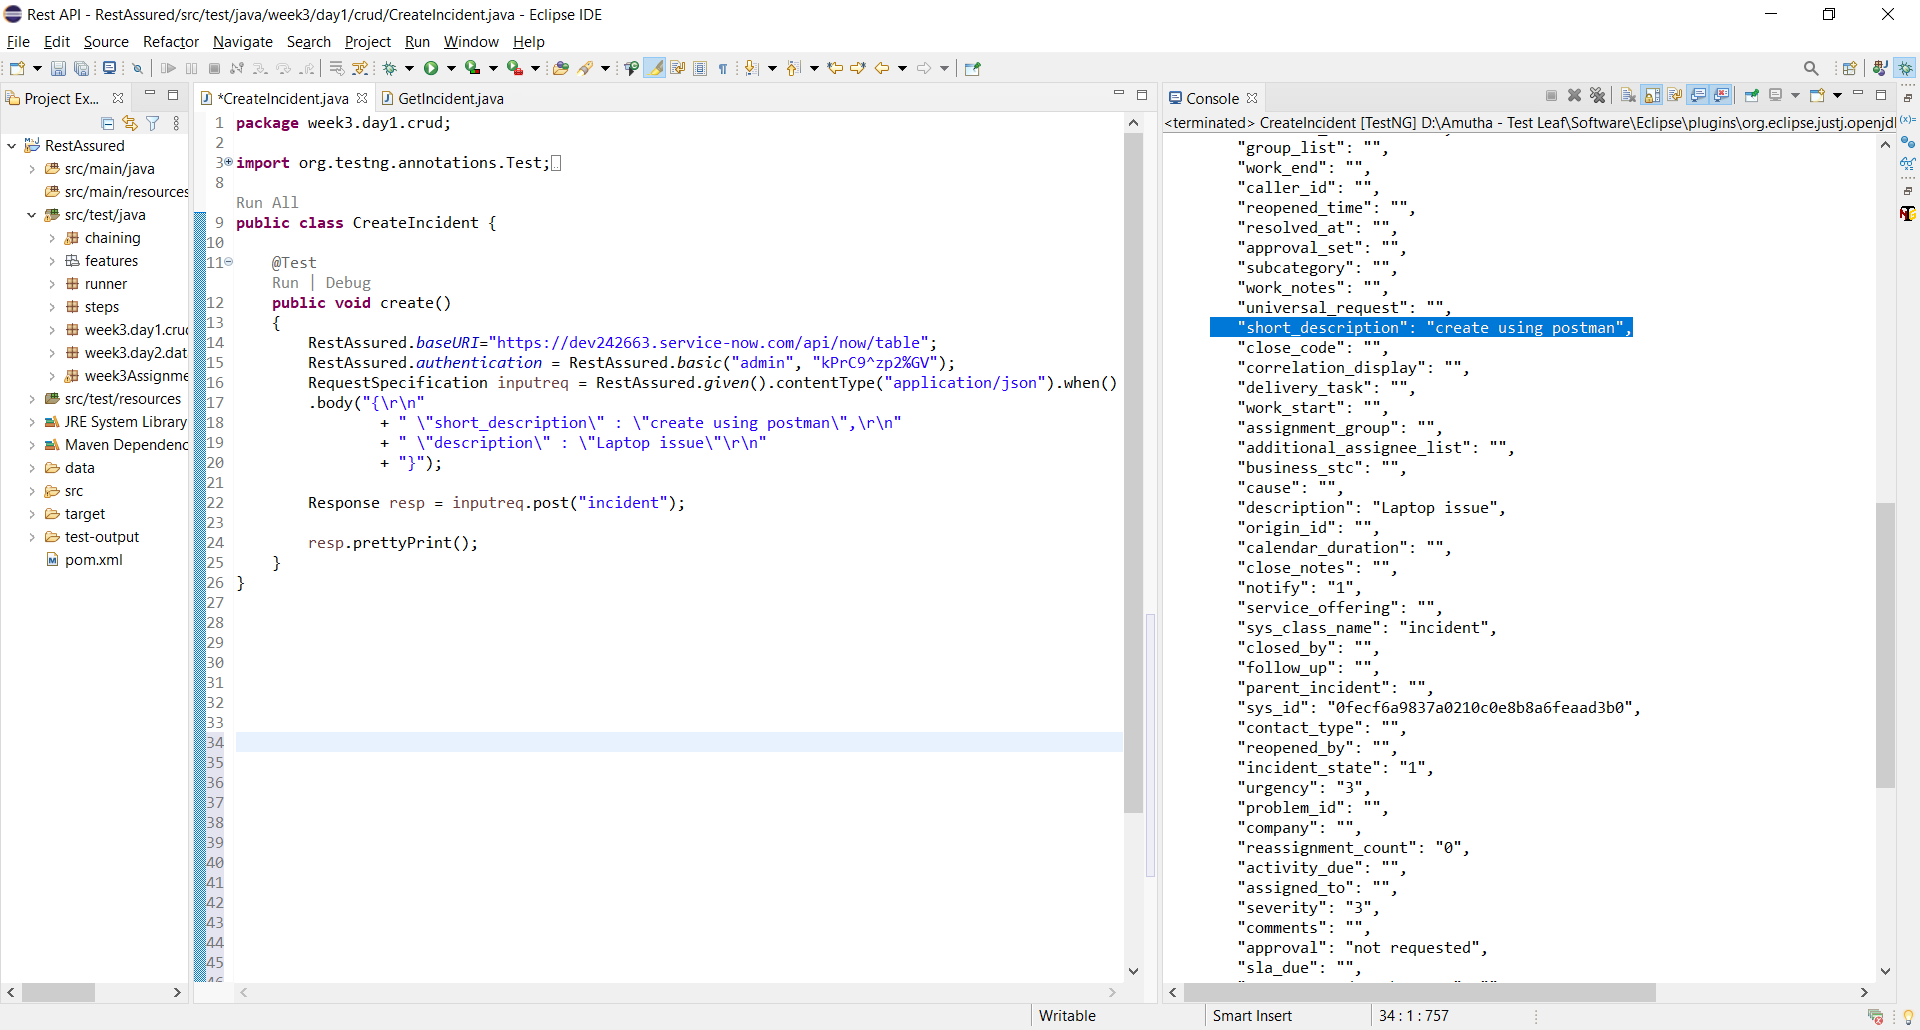 Rest API - RestAssured/src/test/java/week3/day1/crud/CreateIncident.java - Eclipse IDE
File Edit Source Refactor Navigate Search Project Run Window Help
Project Ex...
RestAssured
src/main/java
src/main/resources
src/test/java
chaining
features
runner
steps
week3.day1.cru
week3.day2.dat
week3Assignme
src/test/resources
JRE System Library
Maven Dependenc
data
src
target
test-output
pom.xml
*CreateIncident.java GetIncident.java
1 package week3.day1.crud;
2
3 import org.testng.annotations.Test;
8
Run All
9 public class CreateIncident {
10
11 @Test
Run | Debug
12 public void create()
13 {
14 RestAssured.baseURI="https://dev242663.service-now.com/api/now/table";
15 RestAssured.authentication = RestAssured.basic("admin", "kPrC9^zp2%GV");
16 RequestSpecification inputreq = RestAssured.given().contentType("application/json").when()
17 .body("{\r\n"
18 + " \"short_description\" : \"create using postman\",\r\n"
19 + " \"description\" : \"Laptop issue\"\r\n"
20 + "}");
21
22 Response resp = inputreq.post("incident");
23
24 resp.prettyPrint();
25 }
26 }
27
28
29
30
31
32
33
34
35
36
37
38
39
40
41
42
43
44
45
Console
<terminated> CreateIncident [TestNG] D:\Amutha - Test Leaf\Software\Eclipse\plugins\org.eclipse.justj.openjd
"group_list": "",
"work_end": "",
"caller_id": "",
"reopened_time": "",
"resolved_at": "",
"approval_set": "",
"subcategory": "",
"work_notes": "",
"universal_request": "",
"short_description": "create using postman",
"close_code": "",
"correlation_display": "",
"delivery_task": "",
"work_start": "",
"assignment_group": "",
"additional_assignee_list": "",
"business_stc": "",
"cause": "",
"description": "Laptop issue",
"origin_id": "",
"calendar_duration": "",
"close_notes": "",
"notify": "1",
"service_offering": "",
"sys_class_name": "incident",
"closed_by": "",
"follow_up": "",
"parent_incident": "",
"sys_id": "0fecf6a9837a0210c0e8b8a6feaad3b0",
"contact_type": "",
"reopened_by": "",
"incident_state": "1",
"urgency": "3",
"problem_id": "",
"company": "",
"reassignment_count": "0",
"activity_due": "",
"assigned_to": "",
"severity": "3",
"comments": "",
"approval": "not requested",
"sla_due": "",
Writable Smart Insert 34 : 1 : 757